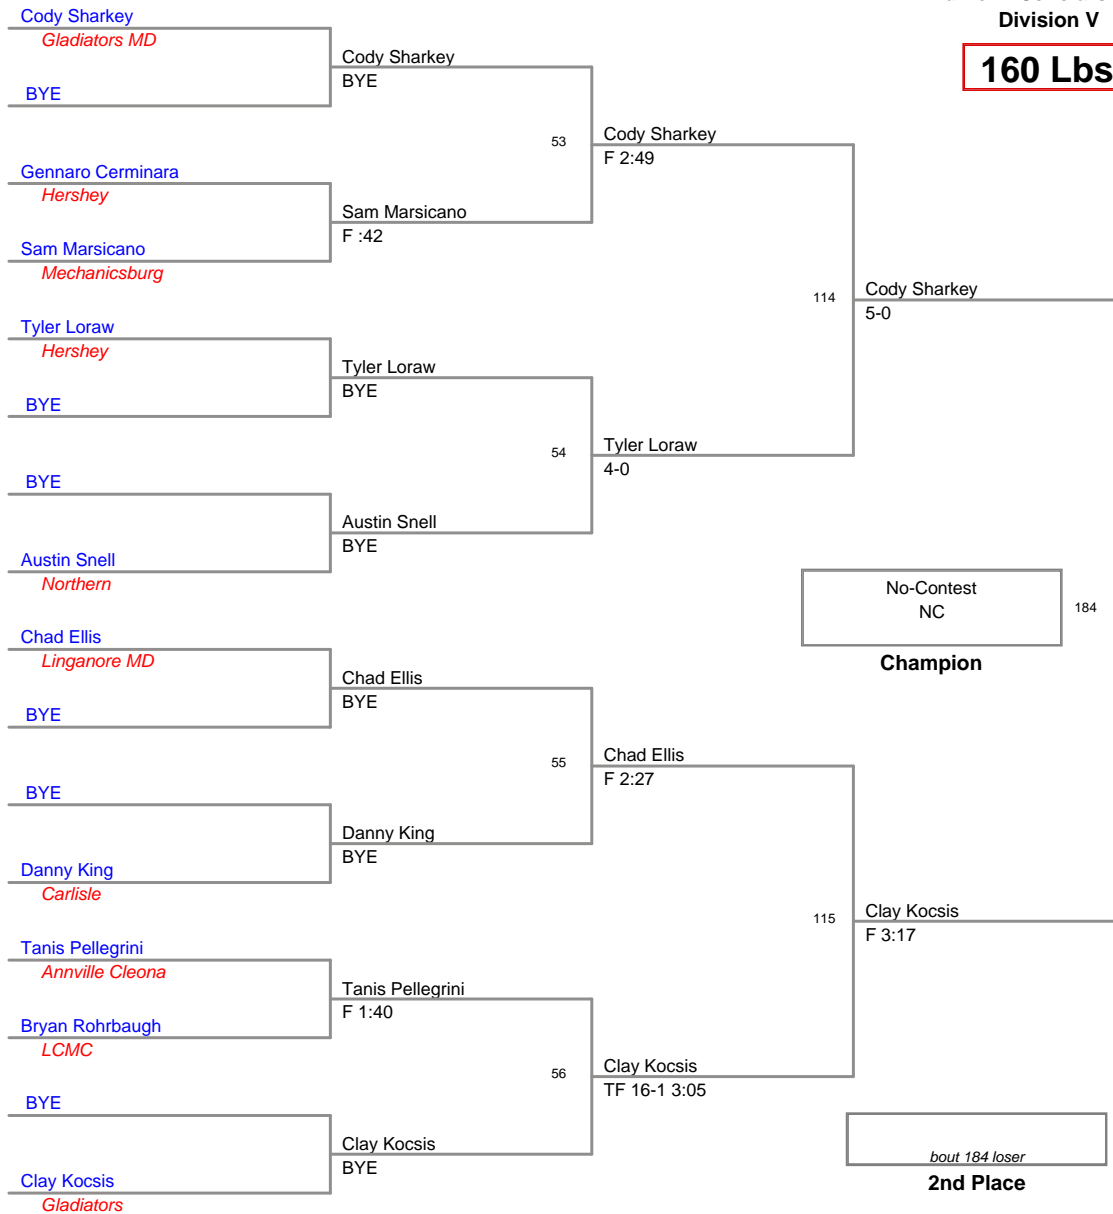 Division V
160 Lbs
Cody Sharkey
Gladiators MD
BYE
Gennaro Cerminara
Hershey
Sam Marsicano
Mechanicsburg
Tyler Loraw
Hershey
BYE
BYE
Austin Snell
Northern
Chad Ellis
Linganore MD
BYE
BYE
Danny King
Carlisle
Tanis Pellegrini
Annville Cleona
Bryan Rohrbaugh
LCMC
BYE
Clay Kocsis
Gladiators
Cody Sharkey
BYE
Sam Marsicano
F :42
Tyler Loraw
BYE
Austin Snell
BYE
Chad Ellis
BYE
Danny King
BYE
Tanis Pellegrini
F 1:40
Clay Kocsis
BYE
53
Cody Sharkey
F 2:49
54
Tyler Loraw
4-0
55
Chad Ellis
F 2:27
56
Clay Kocsis
TF 16-1 3:05
114
Cody Sharkey
5-0
115
Clay Kocsis
F 3:17
No-Contest
NC
184
Champion
bout 184 loser
2nd Place